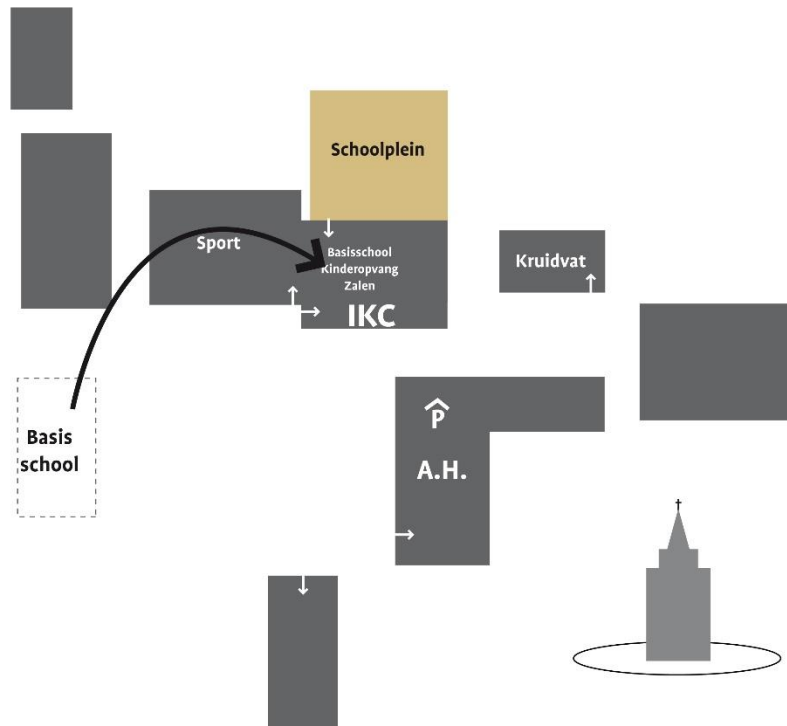 Schoolplein
Sport
Basisschool
Kinderopvang
Zalen
IKC
Kruidvat
P
A.H.
Basis
school